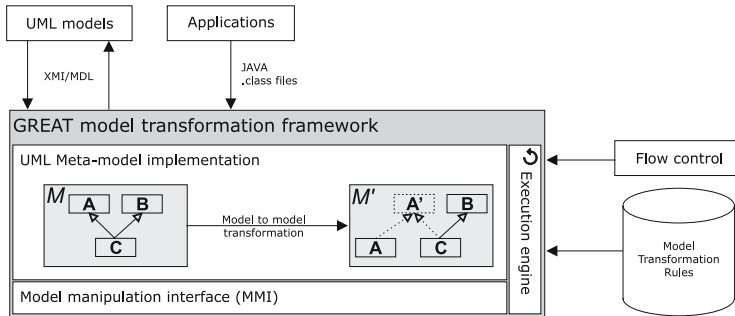 UML models
Applications
XMI/MDL
JAVA
.class files
GREAT model transformation framework
UML Meta-model implementation
M
A
B
C
Model to model
transformation
M'
A'
B
A
C
Execution engine
Flow control
Model
Transformation
Rules
Model manipulation interface (MMI)